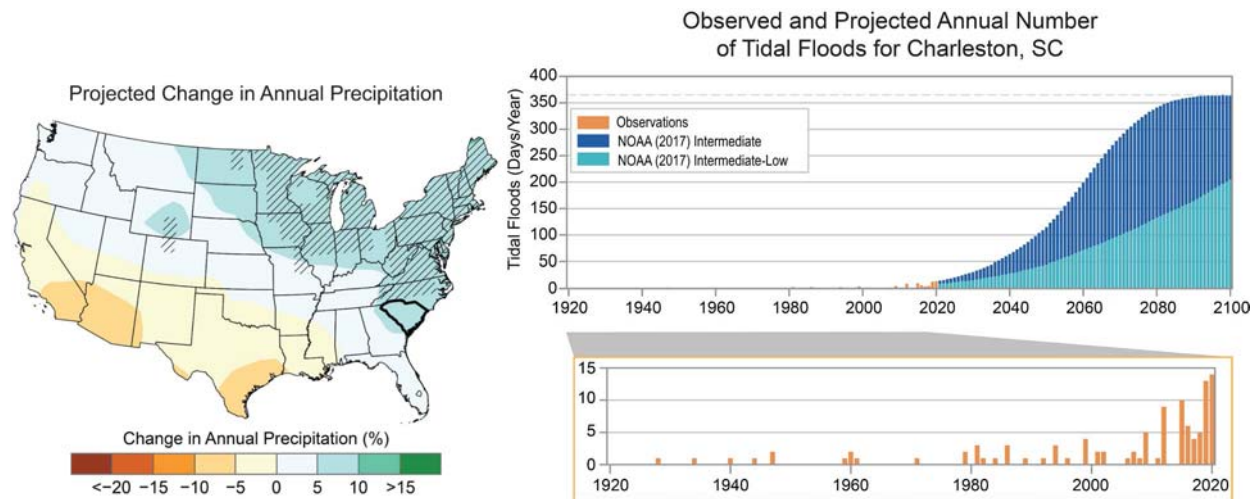 Projected Change in Annual Precipitation
Change in Annual Precipitation (%)
<−20 −15 −10 −5 0 5 10 >15
Observed and Projected Annual Number
of Tidal Floods for Charleston, SC
Tidal Floods (Days/Year)
400
350
300
250
200
150
100
50
0
Observations
NOAA (2017) Intermediate
NOAA (2017) Intermediate-Low
1920 1940 1960 1980 2000 2020 2040 2060 2080 2100
15
10
5
0
1920 1940 1960 1980 2000 2020